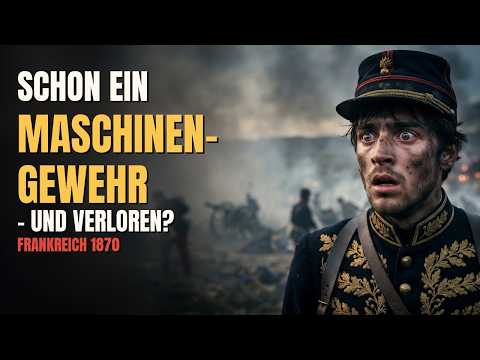 SCHON EIN
MASCHINEN-
GEWEHR
- UND VERLOREN?
FRANKREICH 1870